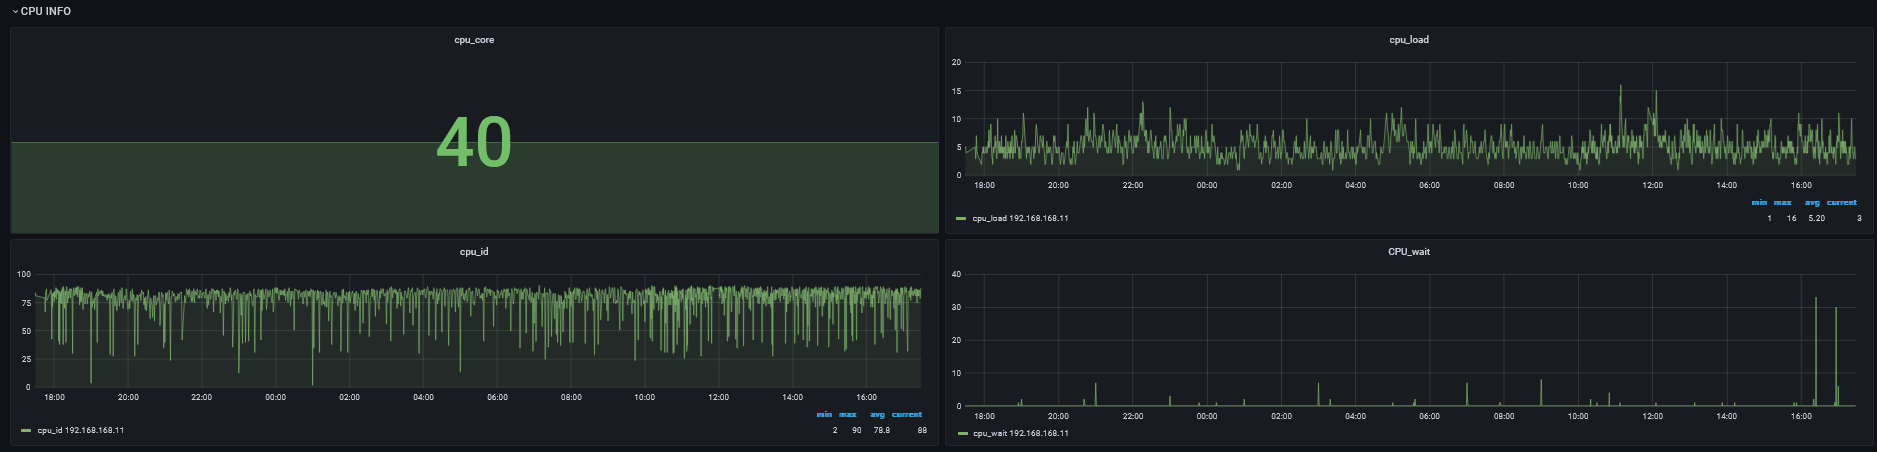 CPU INFO
cpu_core
40
cpu_load
20
15
10
5
0
18:00 20:00 22:00 00:00 02:00 04:00 06:00 08:00 10:00 12:00 14:00 16:00
min max avg current
cpu_load 192.168.168.11 1 16 5.20 3
cpu_id
100
75
50
25
0
18:00 20:00 22:00 00:00 02:00 04:00 06:00 08:00 10:00 12:00 14:00 16:00
min max avg current
cpu_id 192.168.168.11 2 90 78.8 88
CPU_wait
40
30
20
10
0
18:00 20:00 22:00 00:00 02:00 04:00 06:00 08:00 10:00 12:00 14:00 16:00
cpu_wait 192.168.168.11